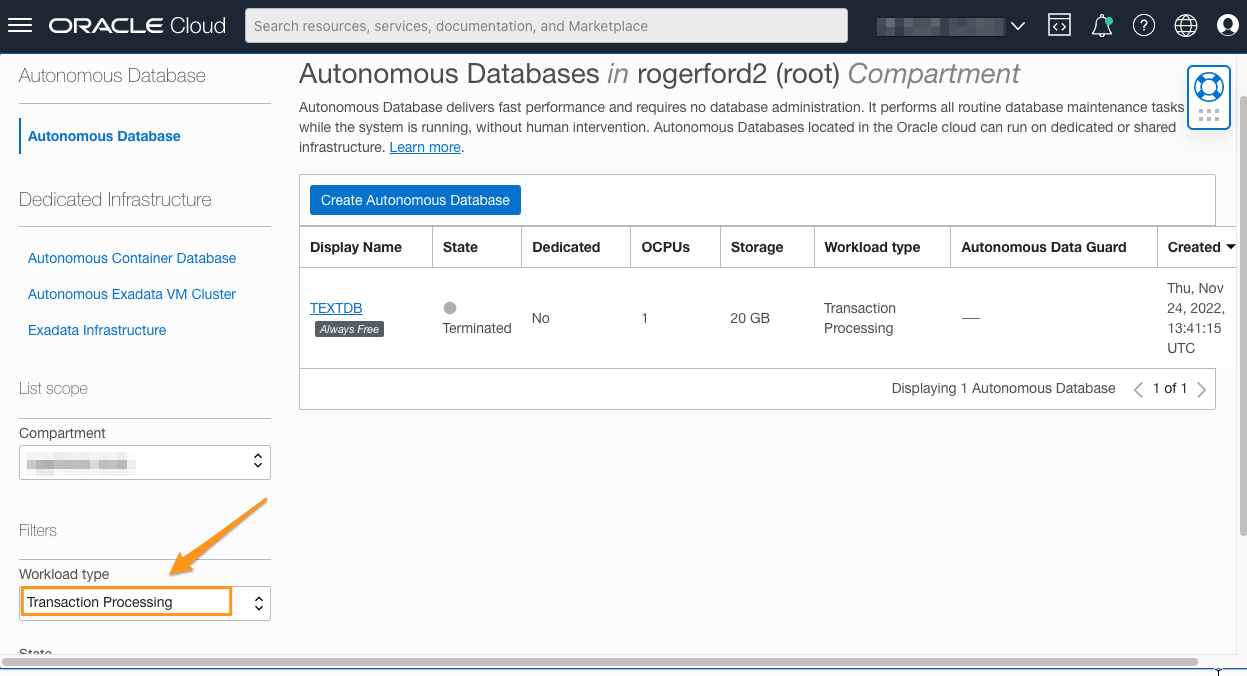 ORACLE Cloud
Search resources, services, documentation, and Marketplace
Autonomous Database
Autonomous Database
Dedicated Infrastructure
Autonomous Container Database
Autonomous Exadata VM Cluster
Exadata Infrastructure
List scope
Compartment
Filters
Workload type
Transaction Processing
State
Autonomous Databases in rogerford2 (root) Compartment
Autonomous Database delivers fast performance and requires no database administration. It performs all routine database maintenance tasks
while the system is running, without human intervention. Autonomous Databases located in the Oracle cloud can run on dedicated or shared
infrastructure. Learn more.
Create Autonomous Database
Display Name State Dedicated OCPUs Storage Workload type Autonomous Data Guard Created
TEXTDB
Always Free
Terminated
No
1
20 GB
Transaction
Processing
—
Thu, Nov
24, 2022,
13:41:15
UTC
Displaying 1 Autonomous Database 1 of 1